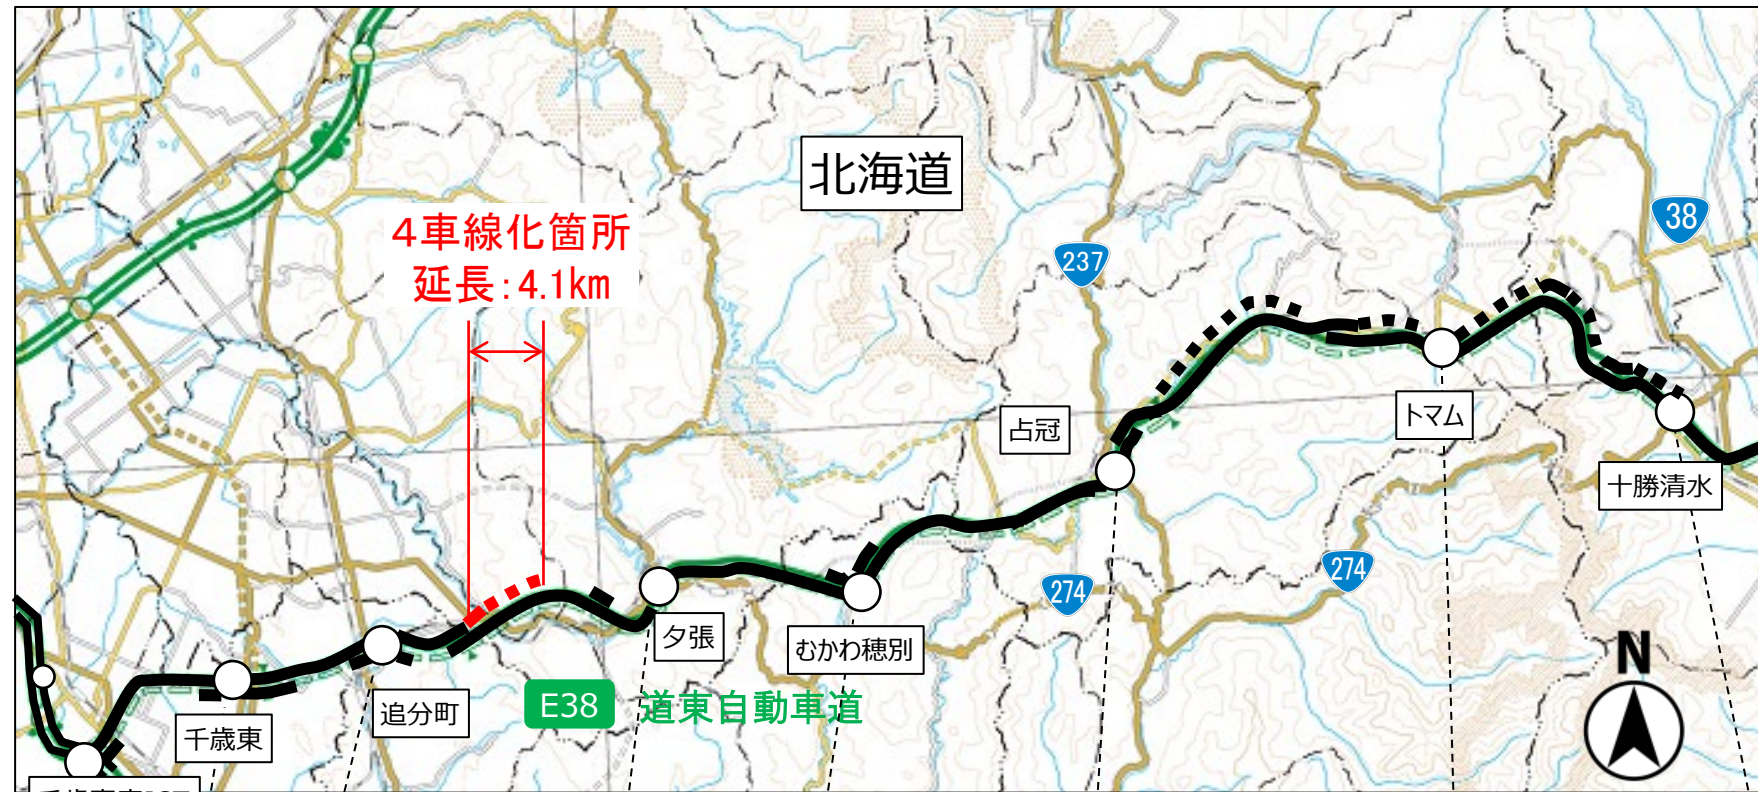 北海道
4車線化箇所
延長:4.1km
38
237
占冠
トマム
十勝清水
274
274
夕張
むかわ穂別
E38 道東自動車道
追分町
千歳東
N